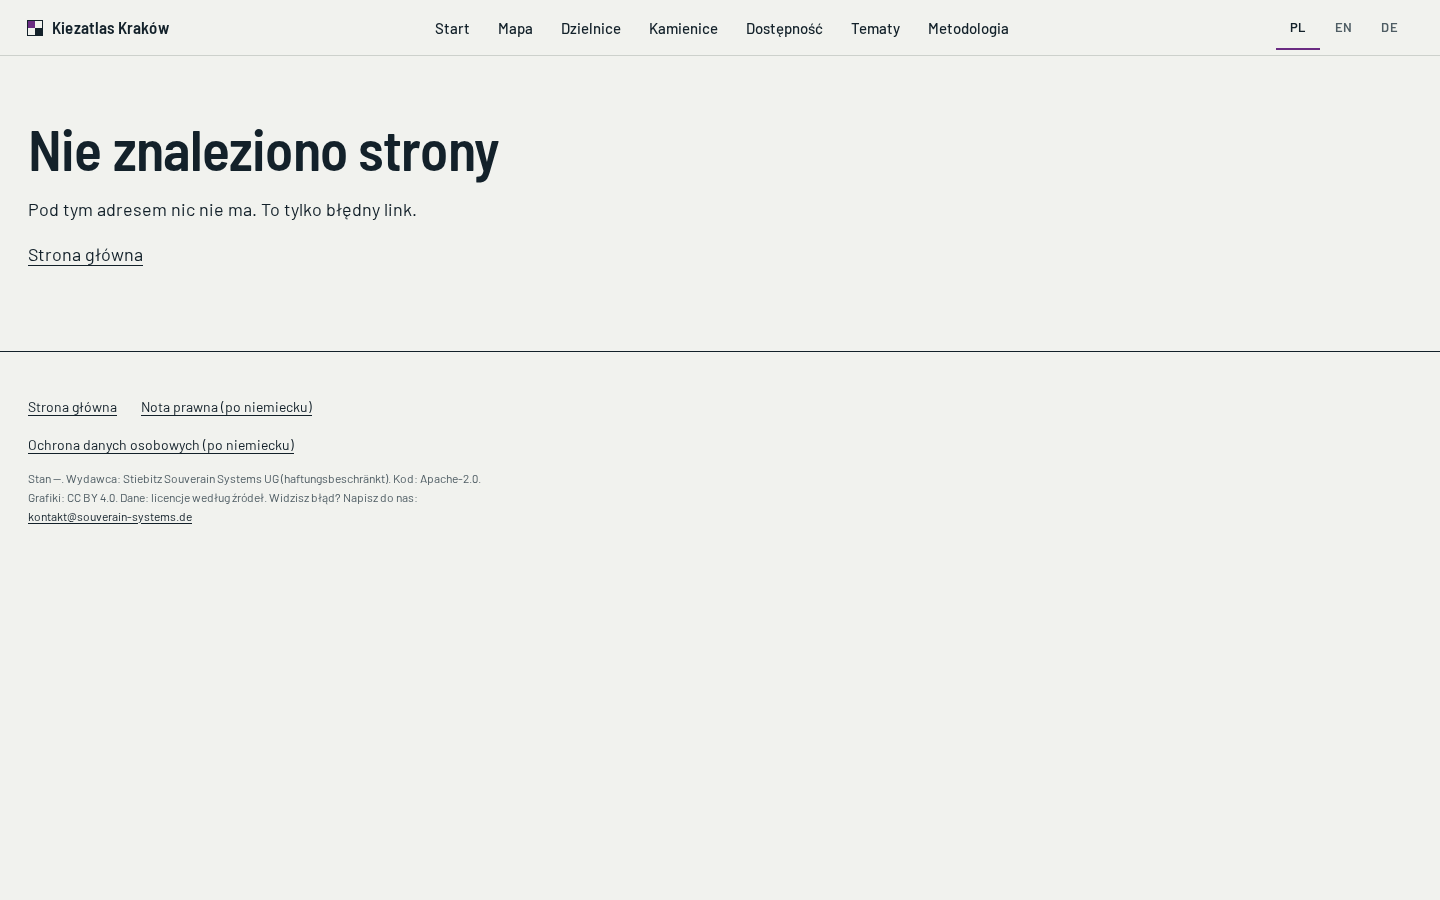 Kiezatlas Kraków
Start Mapa Dzielnice Kamienice Dostępność Tematy Metodologia
PL EN DE
Nie znaleziono strony
Pod tym adresem nic nie ma. To tylko błędny link.
Strona główna
Strona główna Nota prawna (po niemiecku)
Ochrona danych osobowych (po niemiecku)
Stan —. Wydawca: Stiebitz Souverain Systems UG (haftungsbeschränkt). Kod: Apache-2.0.
Grafiki: CC BY 4.0. Dane: licencje według źródeł. Widzisz błąd? Napisz do nas:
kontakt@souverain-systems.de